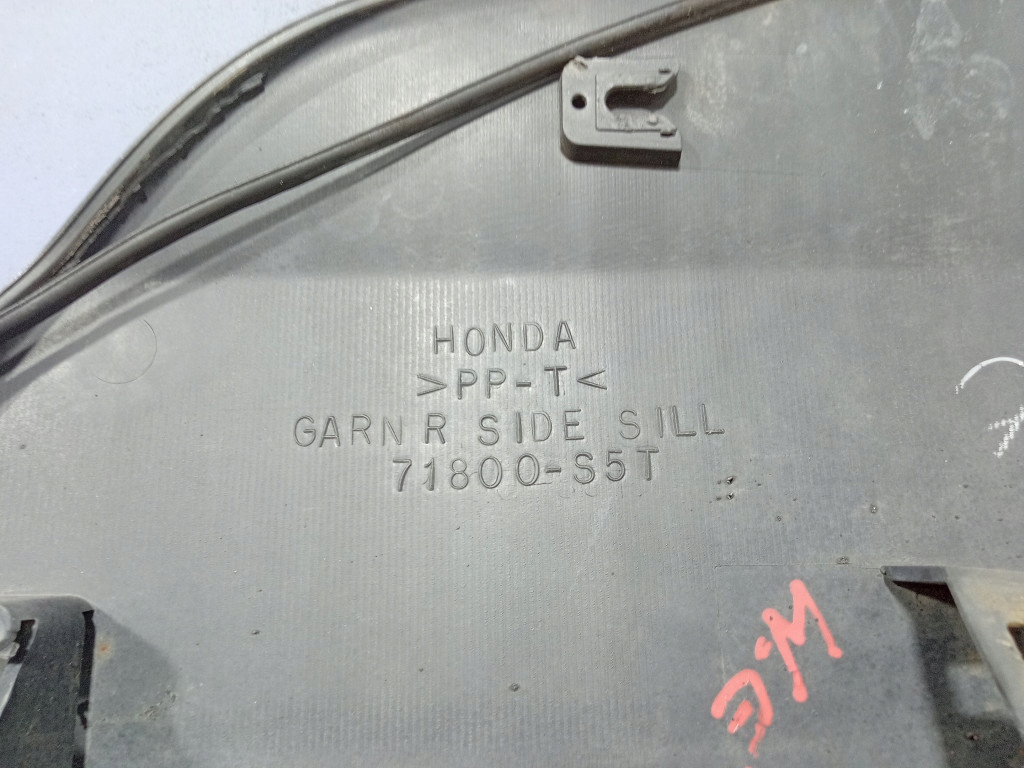 HONDA
>PP-T<
GARN R SIDE SILL
71800-S5T